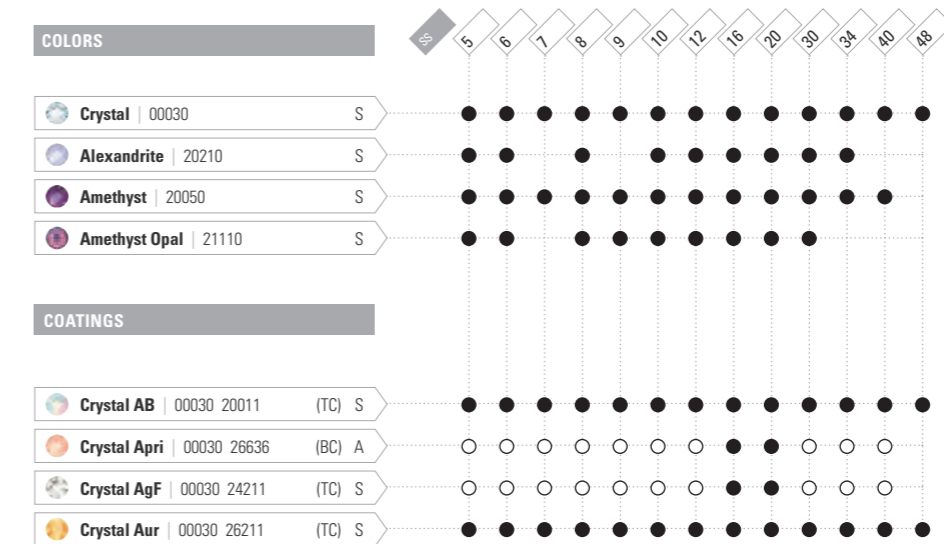 COLORS
SS 5 6 7 8 9 10 12 16 20 30 34 40 48
Crystal | 00030 S
Alexandrite | 20210 S
Amethyst | 20050 S
Amethyst Opal | 21110 S
COATINGS
Crystal AB | 00030 20011 (TC) S
Crystal Apri | 00030 26636 (BC) A
Crystal AgF | 00030 24211 (TC) S
Crystal Aur | 00030 26211 (TC) S